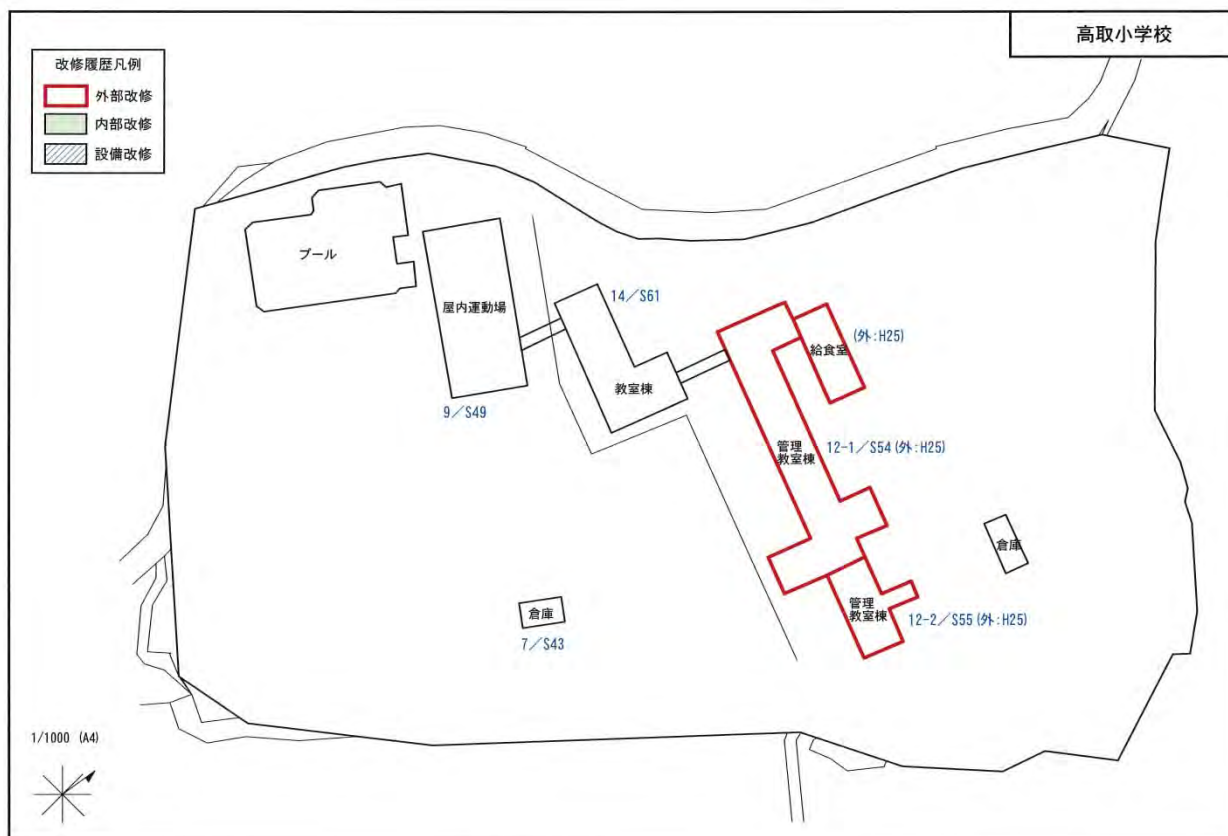 高取小学校
改修履歴凡例
外部改修
内部改修
設備改修
プール
屋内運動場
9／S49
14／S61
教室棟
給食室
(外:H25)
管理
教室棟
12-1／S54(外:H25)
倉庫
管理
教室棟
12-2／S55(外:H25)
倉庫
7／S43
1/1000 (A4)